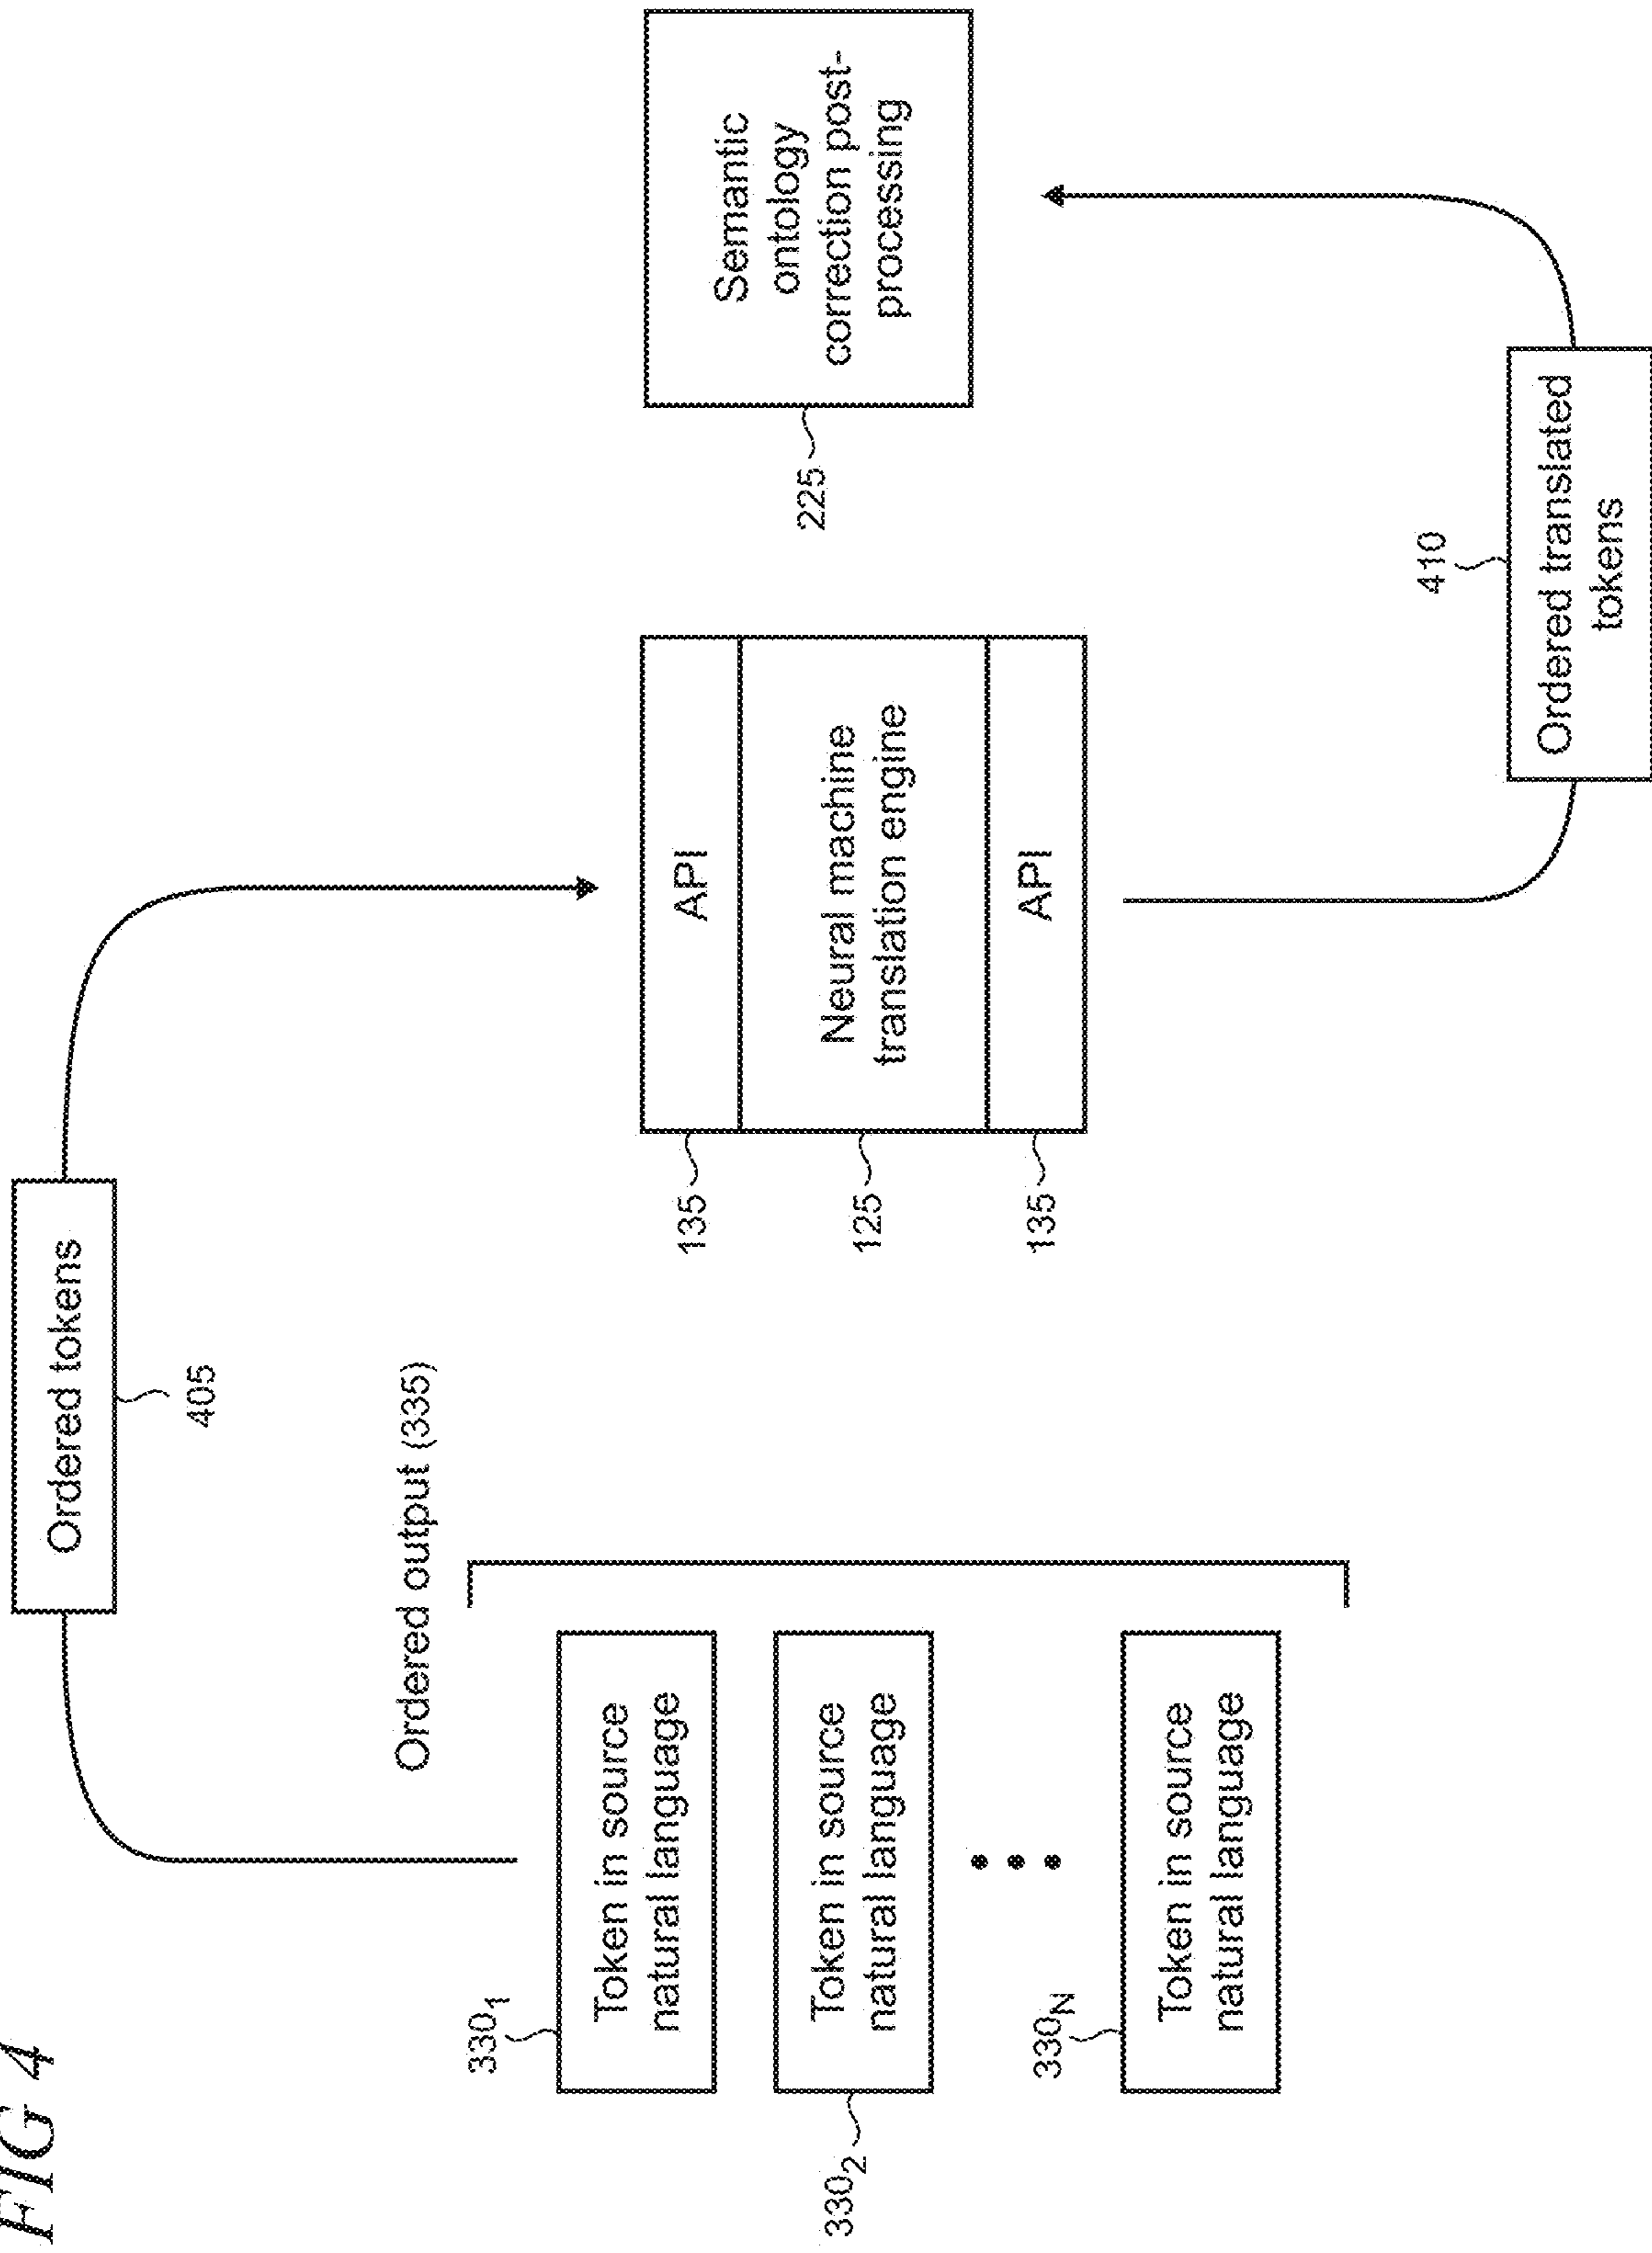 FIG 4
Ordered tokens
405
Ordered output (335)
330₁
Token in source
natural language
330₂
Token in source
natural language
330N
Token in source
natural language
135
API
125
Neural machine
translation engine
135
API
225
Semantic
ontology
correction post-
processing
410
Ordered translated
tokens